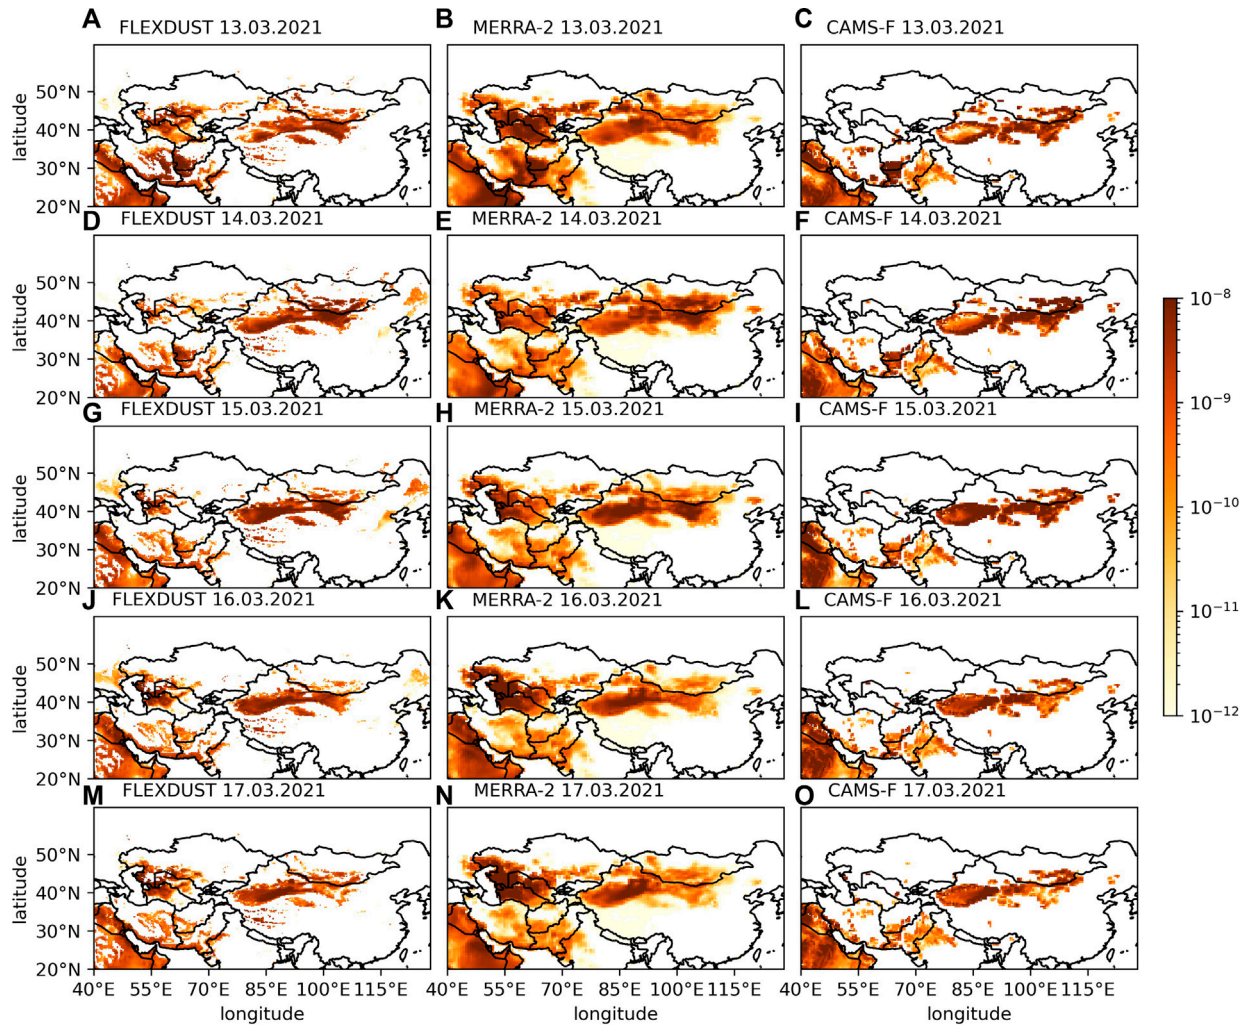 A FLEXDUST 13.03.2021 B MERRA-2 13.03.2021 C CAMS-F 13.03.2021
50°N
40°N
30°N
20°N
latitude
D FLEXDUST 14.03.2021 E MERRA-2 14.03.2021 F CAMS-F 14.03.2021
50°N
40°N
30°N
20°N
latitude
G FLEXDUST 15.03.2021 H MERRA-2 15.03.2021 I CAMS-F 15.03.2021
50°N
40°N
30°N
20°N
latitude
J FLEXDUST 16.03.2021 K MERRA-2 16.03.2021 L CAMS-F 16.03.2021
50°N
40°N
30°N
20°N
latitude
M FLEXDUST 17.03.2021 N MERRA-2 17.03.2021 O CAMS-F 17.03.2021
50°N
40°N
30°N
20°N
latitude
40°E 55°E 70°E 85°E 100°E 115°E 40°E 55°E 70°E 85°E 100°E 115°E 40°E 55°E 70°E 85°E 100°E 115°E
longitude longitude longitude
10⁻⁸
10⁻⁹
10⁻¹⁰
10⁻¹¹
10⁻¹²